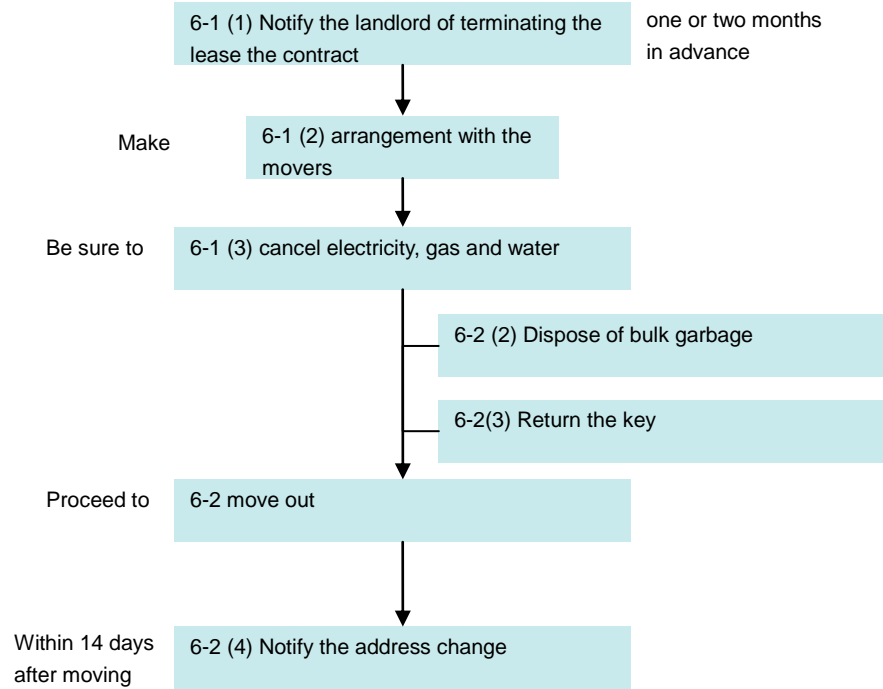 6-1 (1) Notify the landlord of terminating the
lease the contract
one or two months
in advance
Make
6-1 (2) arrangement with the
movers
Be sure to
6-1 (3) cancel electricity, gas and water
6-2 (2) Dispose of bulk garbage
6-2(3) Return the key
Proceed to
6-2 move out
Within 14 days
after moving
6-2 (4) Notify the address change